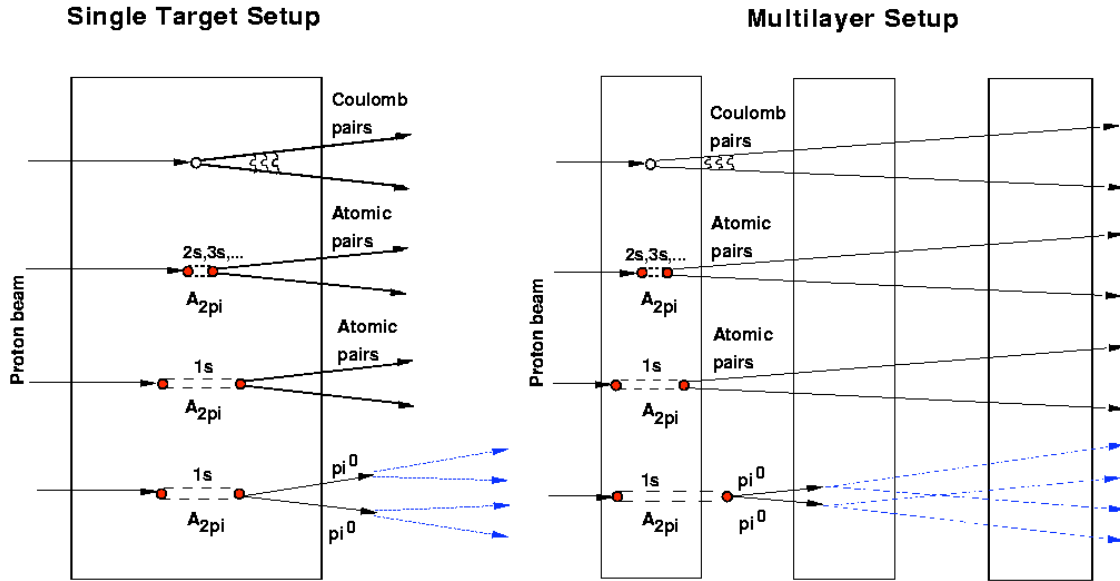 Single Target Setup
Proton beam
Coulomb
pairs
2s,3s,...
A2pi
Atomic
pairs
1s
A2pi
Atomic
pairs
1s
A2pi
pi0
pi0
Multilayer Setup
Proton beam
Coulomb
pairs
2s,3s,...
A2pi
Atomic
pairs
1s
A2pi
Atomic
pairs
1s
A2pi
pi0
pi0